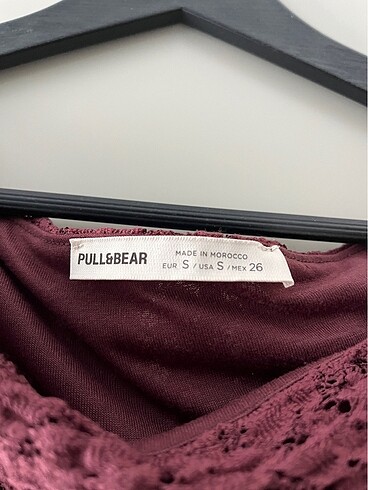 PULL&BEAR
MADE IN MOROCCO
EUR S / USA S / MEX 26